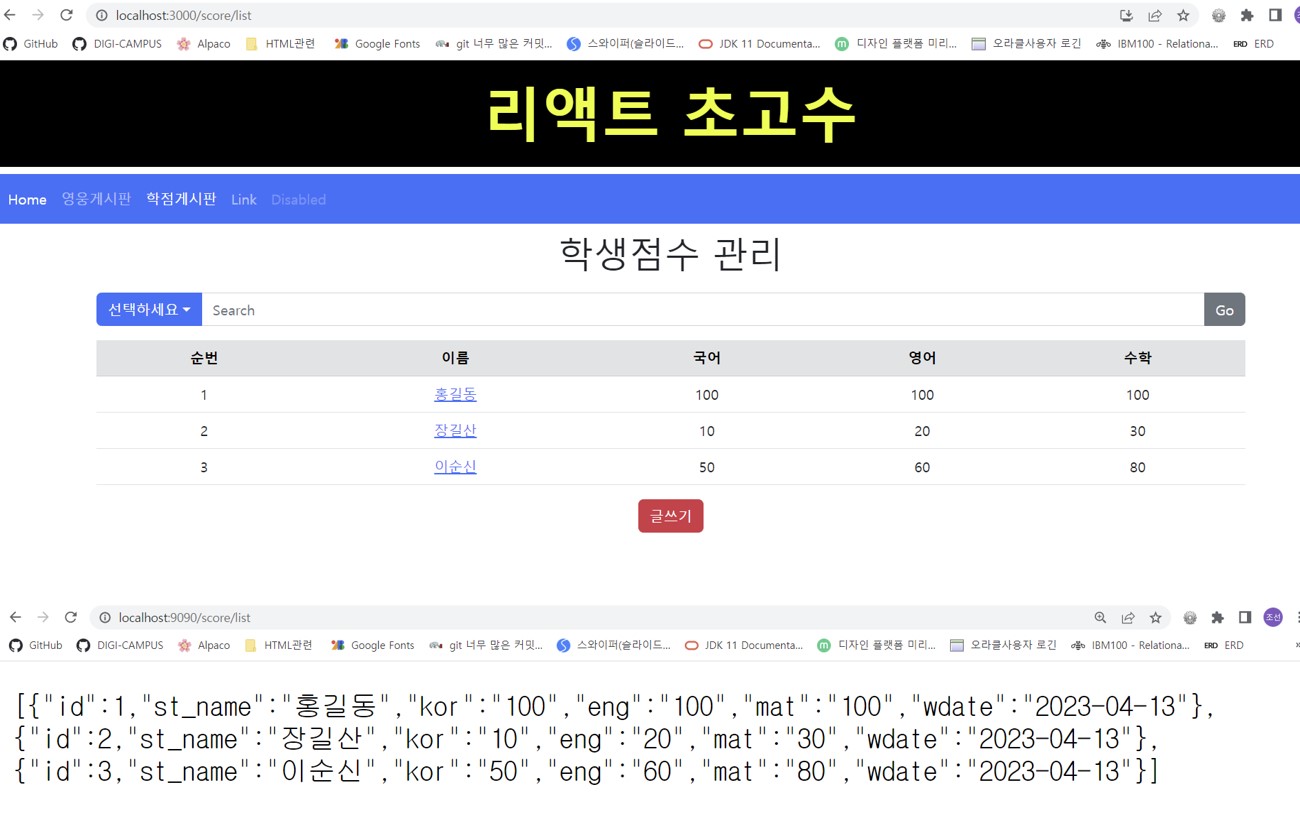 localhost:3000/score/list
GitHub DIGI-CAMPUS Alpaco HTML관련 Google Fonts git 너무 많은 커밋... 스와이퍼(슬라이드... JDK 11 Documenta... 디자인 플랫폼 미리... 오라클사용자 로긴 IBM100 - Relationa... ERD ERD
리액트 초고수
Home 영웅게시판 학점게시판 Link Disabled
학생점수 관리
선택하세요 Search Go
순번 이름 국어 영어 수학
1 홍길동 100 100 100
2 장길산 10 20 30
3 이순신 50 60 80
글쓰기
localhost:9090/score/list 조선
GitHub DIGI-CAMPUS Alpaco HTML관련 Google Fonts git 너무 많은 커밋... 스와이퍼(슬라이드... JDK 11 Documenta... 디자인 플랫폼 미리... 오라클사용자 로긴 IBM100 - Relationa... ERD ERD »
[{"id":1,"st_name":"홍길동","kor":"100","eng":"100","mat":"100","wdate":"2023-04-13"},
{"id":2,"st_name":"장길산","kor":"10","eng":"20","mat":"30","wdate":"2023-04-13"},
{"id":3,"st_name":"이순신","kor":"50","eng":"60","mat":"80","wdate":"2023-04-13"}]